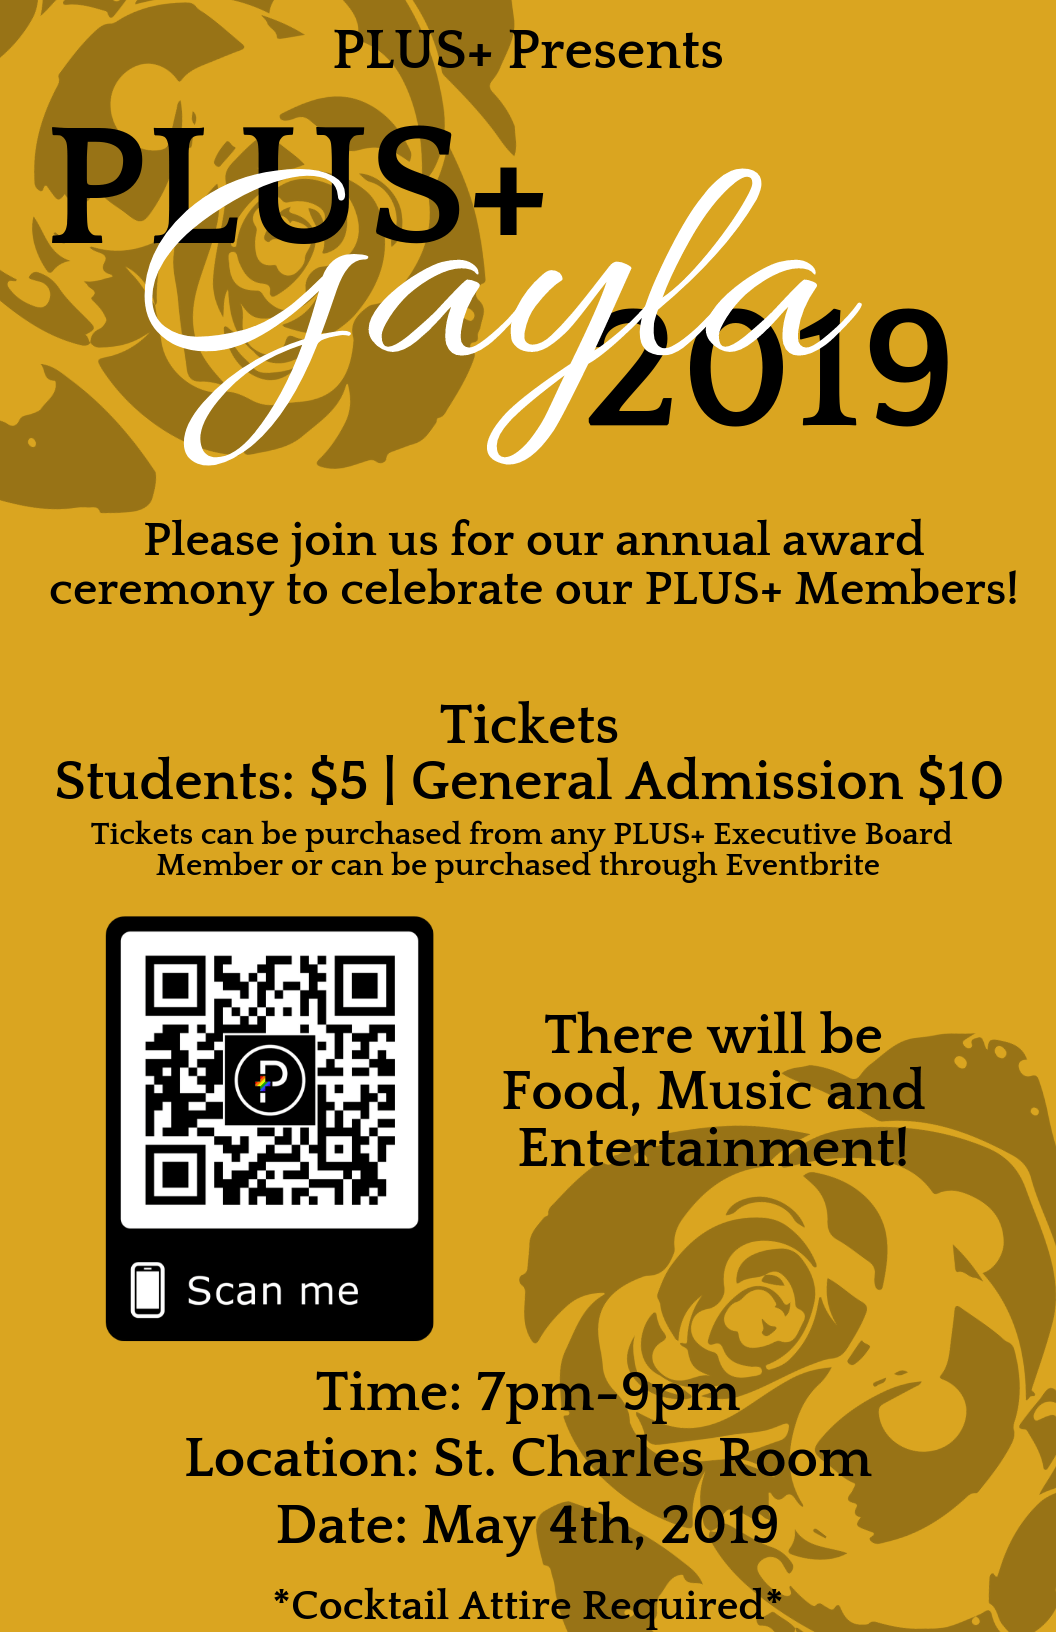 PLUS+ Presents
PLUS+
Gayla
2019
Please join us for our annual award
ceremony to celebrate our PLUS+ Members!
Tickets
Students: $5 | General Admission $10
Tickets can be purchased from any PLUS+ Executive Board
Member or can be purchased through Eventbrite
P
Scan me
There will be
Food, Music and
Entertainment!
Time: 7pm-9pm
Location: St. Charles Room
Date: May 4th, 2019
*Cocktail Attire Required*